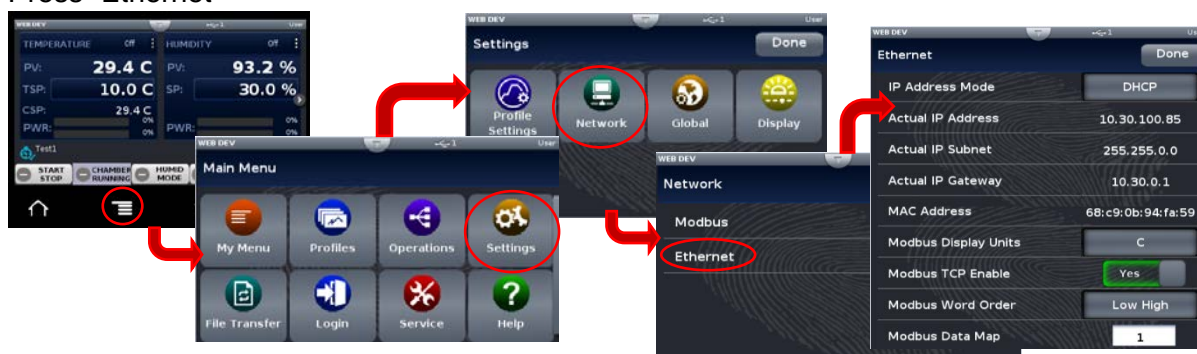 Press "Ethernet"
WEB DEV 1 User
TEMPERATURE Off HUMIDITY Off
PV: 29.4 C PV: 93.2 %
TSP: 10.0 C SP: 30.0 %
CSP: 29.4 C
0% 0%
PWR: 0% PWR: 0%
Test1
START STOP CHAMBER RUNNING HUMID MODE
WEB DEV 1 User
Main Menu
My Menu Profiles Operations Settings
File Transfer Login Service Help
WEB DEV 1 User
Settings Done
Profile Settings Network Global Display
WEB DEV
Network
Modbus
Ethernet
WEB DEV 1 Us
Ethernet Done
IP Address Mode DHCP
Actual IP Address 10.30.100.85
Actual IP Subnet 255.255.0.0
Actual IP Gateway 10.30.0.1
MAC Address 68:c9:0b:94:fa:59
Modbus Display Units C
Modbus TCP Enable Yes
Modbus Word Order Low High
Modbus Data Map 1